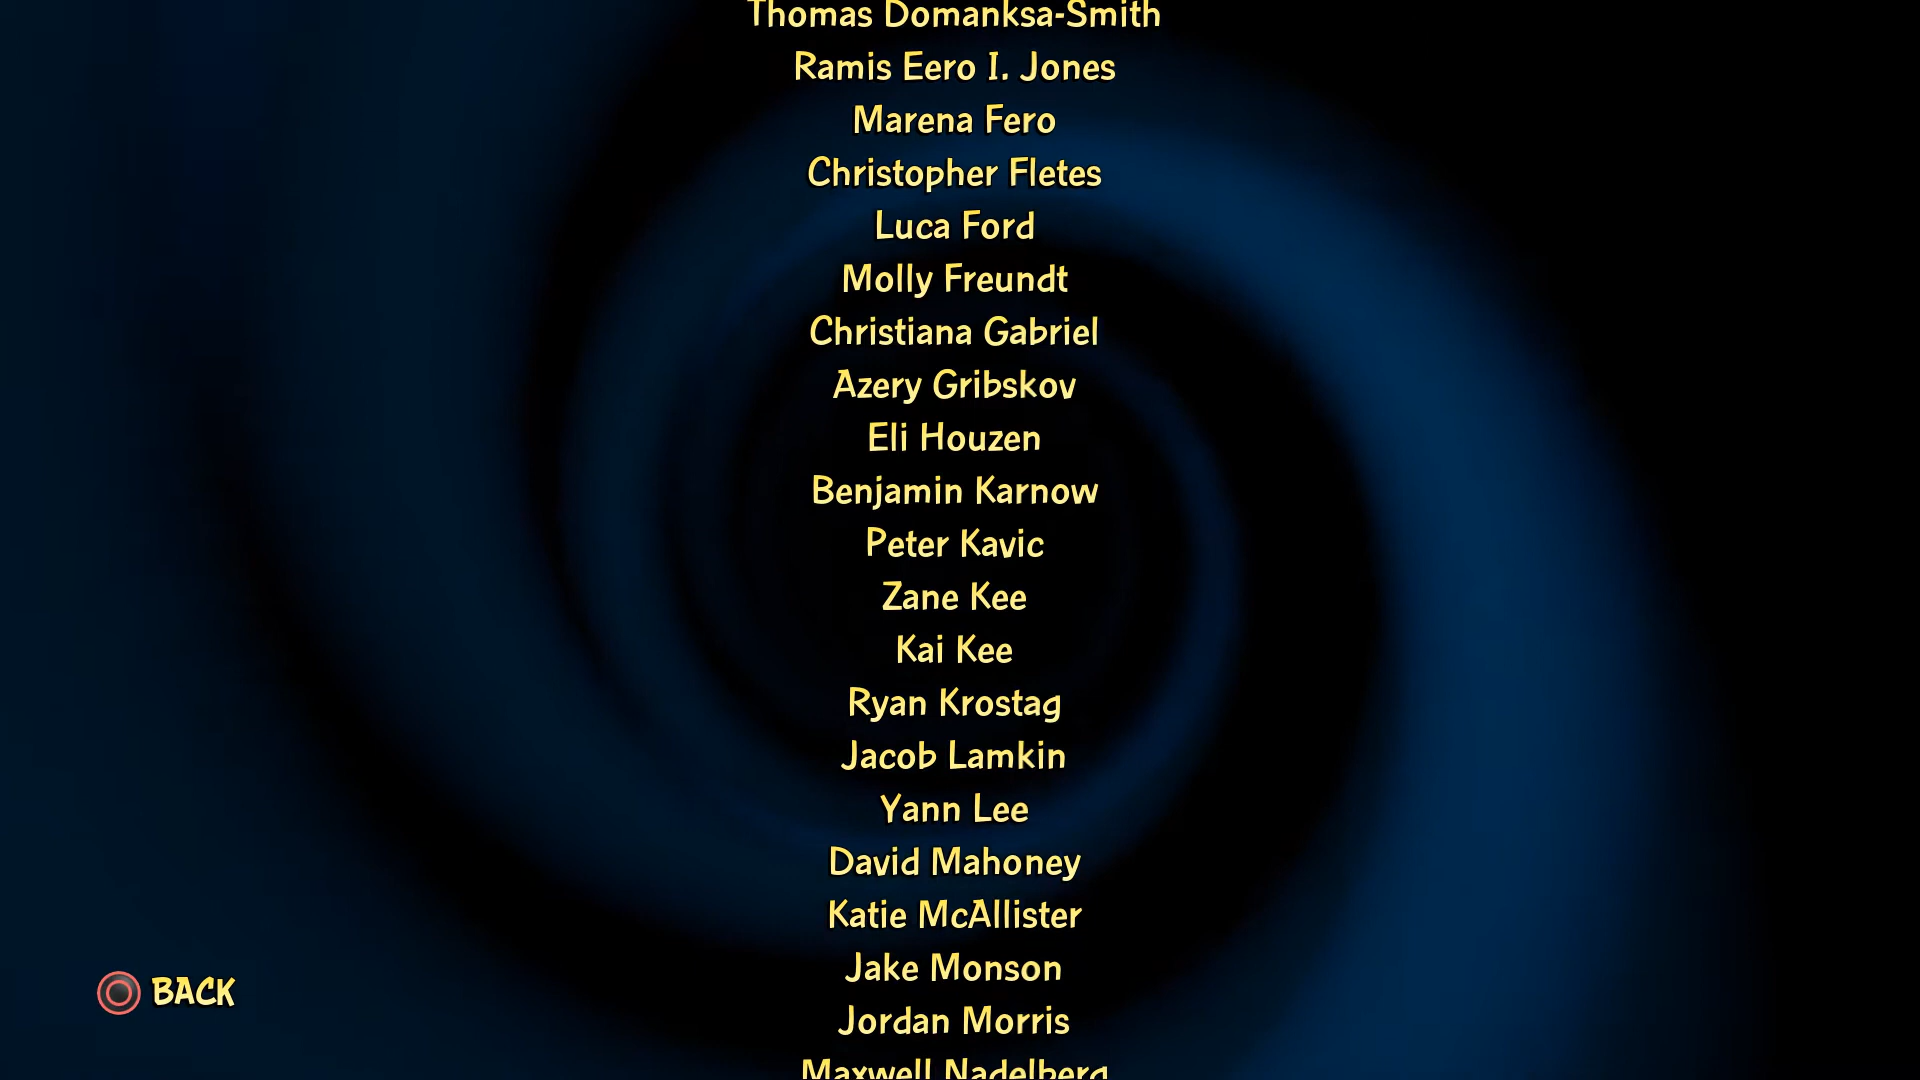 Thomas Domanksa-Smith
Ramis Eero I. Jones
Marena Fero
Christopher Fletes
Luca Ford
Molly Freundt
Christiana Gabriel
Azery Gribskov
Eli Houzen
Benjamin Karnow
Peter Kavic
Zane Kee
Kai Kee
Ryan Krostag
Jacob Lamkin
Yann Lee
David Mahoney
Katie McAllister
Jake Monson
BACK
Jordan Morris
Maxwell Nadelberg